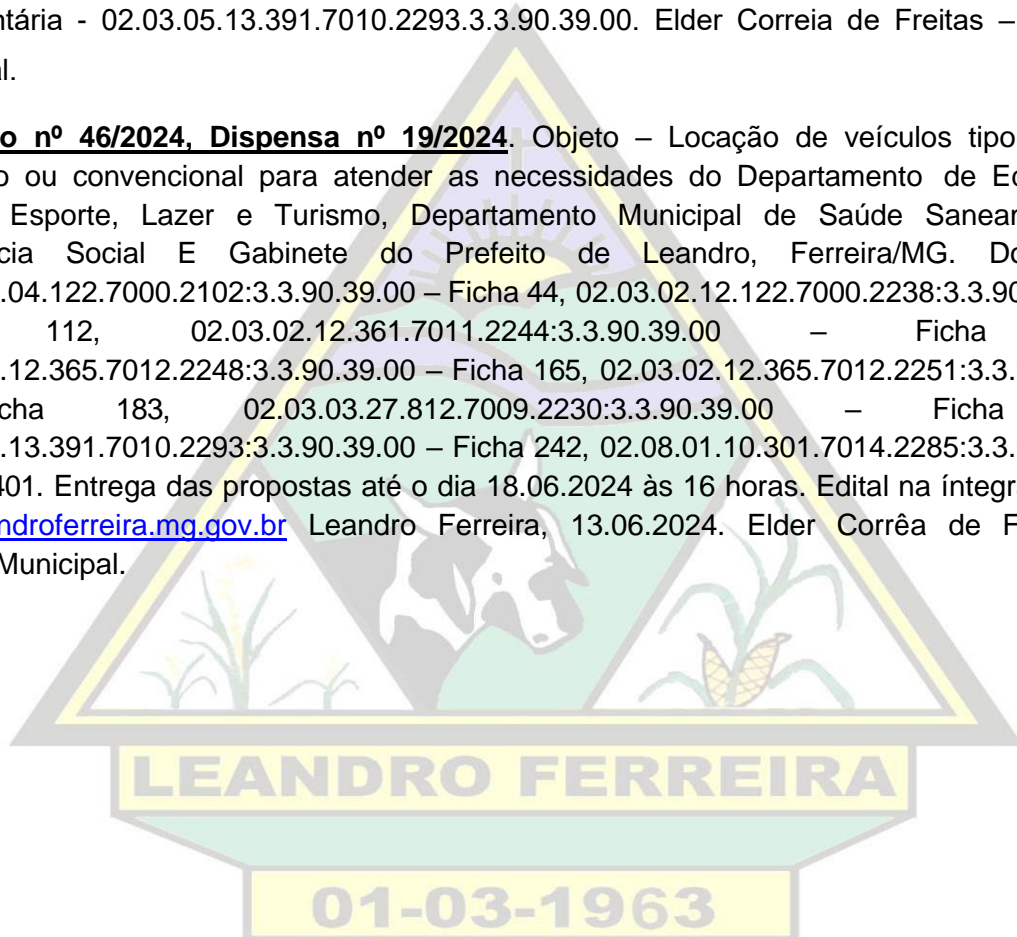 ntária - 02.03.05.13.391.7010.2293.3.3.90.39.00. Elder Correia de Freitas –
al.
o nº 46/2024, Dispensa nº 19/2024. Objeto – Locação de veículos tipo
o ou convencional para atender as necessidades do Departamento de Ec
Esporte, Lazer e Turismo, Departamento Municipal de Saúde Sanear
cia Social E Gabinete do Prefeito de Leandro, Ferreira/MG. Do
.04.122.7000.2102:3.3.90.39.00 – Ficha 44, 02.03.02.12.122.7000.2238:3.3.90
112, 02.03.02.12.361.7011.2244:3.3.90.39.00 – Ficha
.12.365.7012.2248:3.3.90.39.00 – Ficha 165, 02.03.02.12.365.7012.2251:3.3.
cha 183, 02.03.03.27.812.7009.2230:3.3.90.39.00 – Ficha
.13.391.7010.2293:3.3.90.39.00 – Ficha 242, 02.08.01.10.301.7014.2285:3.3.
401. Entrega das propostas até o dia 18.06.2024 às 16 horas. Edital na íntegra
androferreira.mg.gov.br Leandro Ferreira, 13.06.2024. Elder Corrêa de F
Municipal.
LEANDRO FERREIRA
01-03-1963